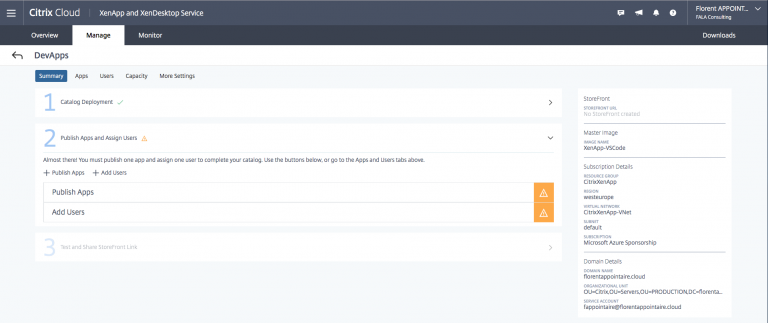 citrix Cloud XenApp and XenDesktop Service
Florent APPOINT...
FALA Consulting
Overview Manage Monitor Downloads
DevApps
Summary Apps Users Capacity More Settings
1 Catalog Deployment
2 Publish Apps and Assign Users
Almost there! You must publish one app and assign one user to complete your catalog. Use the buttons below, or go to the Apps and Users tabs above.
+ Publish Apps + Add Users
Publish Apps
Add Users
3 Test and Share StoreFront Link
StoreFront
STOREFRONT URL
No StoreFront created
Master Image
IMAGE NAME
XenApp-VSCode
Subscription Details
RESOURCE GROUP
CitrixXenApp
REGION
westeurope
VIRTUAL NETWORK
CitrixXenApp-VNet
SUBNET
default
SUBSCRIPTION
Microsoft Azure Sponsorship
Domain Details
DOMAIN NAME
florentappointaire.cloud
ORGANIZATIONAL UNIT
OU=Citrix,OU=Servers,OU=PRODUCTION,DC=florenta...
SERVICE ACCOUNT
fappointaire@florentappointaire.cloud